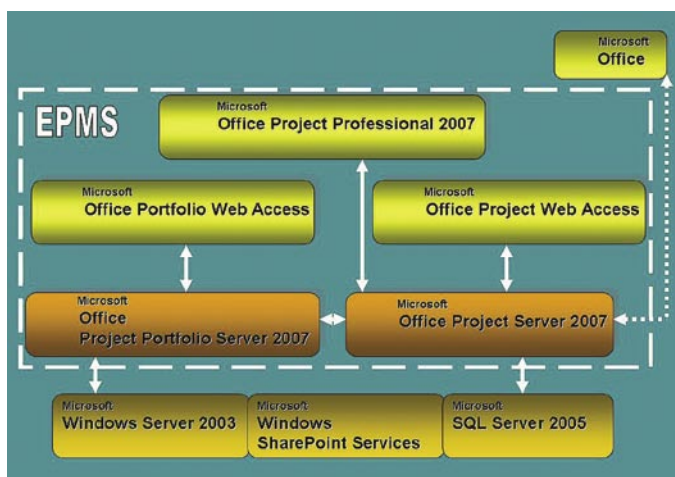 Microsoft
Office
EPMS
Microsoft
Office Project Professional 2007
Microsoft
Office Portfolio Web Access
Microsoft
Office Project Web Access
Microsoft
Office
Project Portfolio Server 2007
Microsoft
Office Project Server 2007
Microsoft
Windows Server 2003
Microsoft
Windows
SharePoint Services
Microsoft
SQL Server 2005